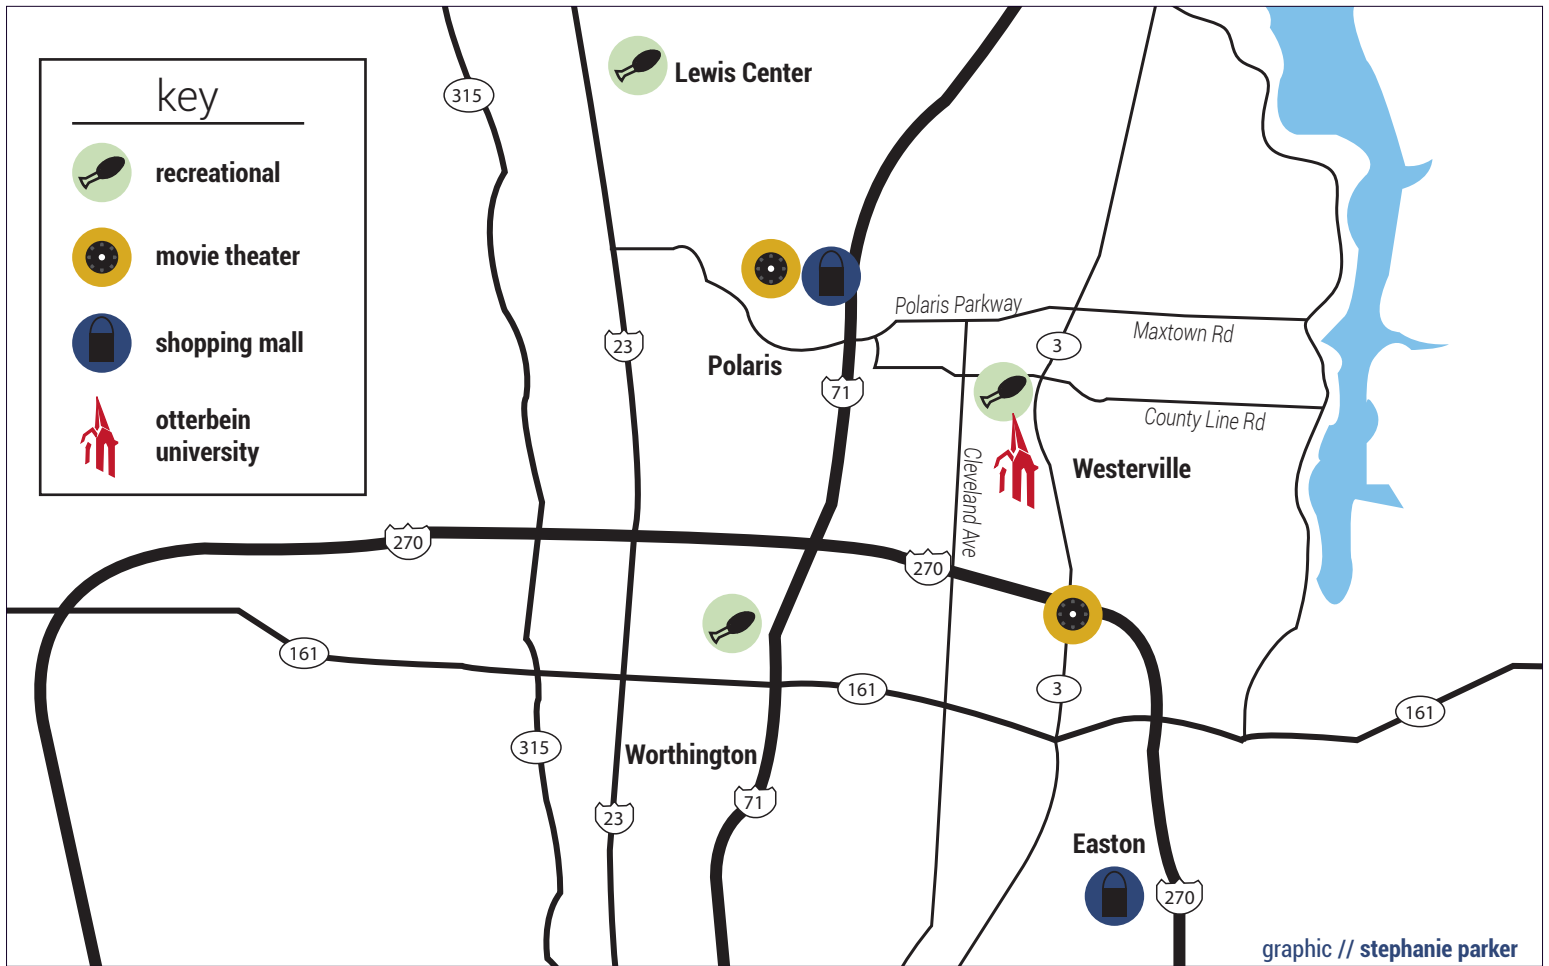 key
recreational
movie theater
shopping mall
otterbein
university
315
Lewis Center
23
Polaris
71
Polaris Parkway
Maxtown Rd
3
County Line Rd
Cleveland Ave
Westerville
270
270
161
161
3
161
315
Worthington
71
23
Easton
270
graphic // stephanie parker